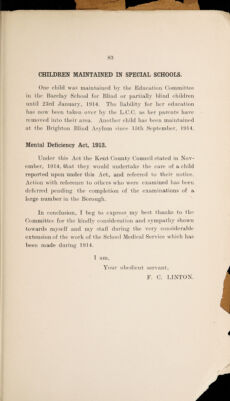 83
CHILDREN MAINTAINED IN SPECIAL SCHOOLS.
One child was maintained by the Education Committee
in the Barclay School for Blind or partially blind children
until 23rd January, 1914. The liability for her education
has now been taken over by the L.C.C. as her parents have
removed into their area. Another child has been maintained
at the Brighton Blind Asylum since 15th September, 1914.
Mental Deficiency Act, 1913.
Under this Act the Kent County Council stated in Nov-
ember, 1914, that they would undertake the care of a child
reported upon under this Act, and referred to their notice.
Action with reference to others who were examined has been
deferred pending the completion of the examinations of a
large number in the Borough.
In conclusion, I beg to express my best thanks to the
Committee for the kindly consideration and sympathy shown
towards myself and my staff during the very considerable
extension of the work of the School Medical Service which has
been made during 1914.
I am,
Your obedient servant,
F. C. LINTON.